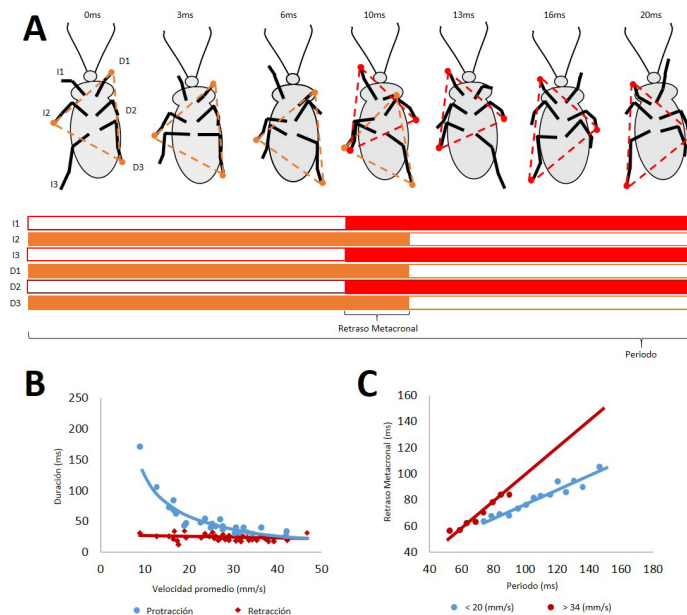 A
0ms 3ms 6ms 10ms 13ms 16ms 20ms
I1 D1
I2 D2
I3 D3
I1
I2
I3
D1
D2
D3
Retraso Metacronal
Período
B
Duración (ms)
250
200
150
100
50
0
0 10 20 30 40 50
Velocidad promedio (mm/s)
Protracción Retracción
C
Retraso Metacronal (ms)
160
140
120
100
80
60
40
40 60 80 100 120 140 160 180
Período (ms)
< 20 (mm/s) > 34 (mm/s)